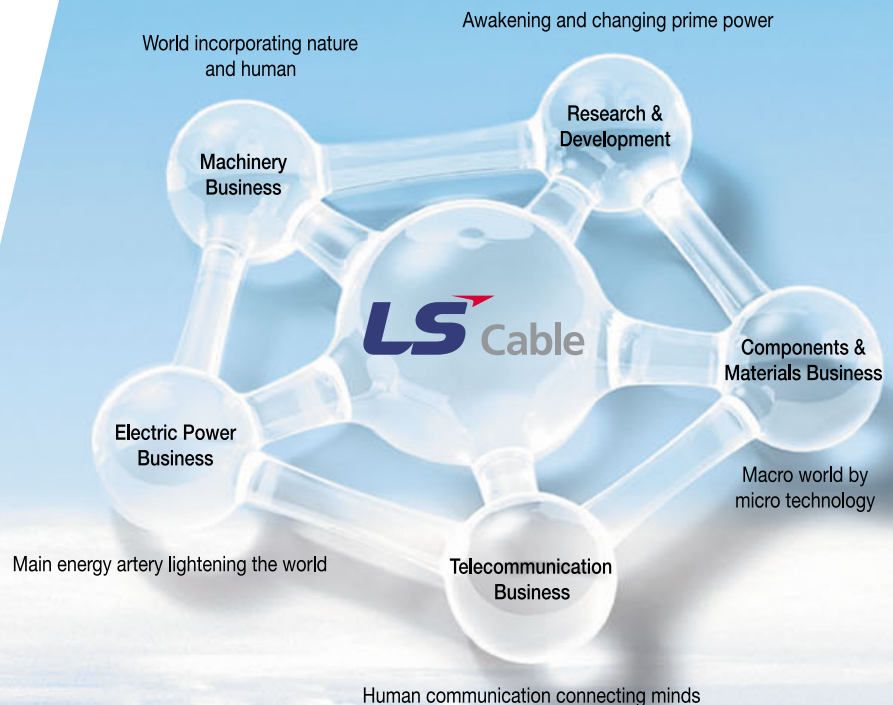 Awakening and changing prime power
World incorporating nature
and human
Research &
Development
Machinery
Business
LS Cable
Components &
Materials Business
Electric Power
Business
Macro world by
micro technology
Main energy artery lightening the world
Telecommunication
Business
Human communication connecting minds